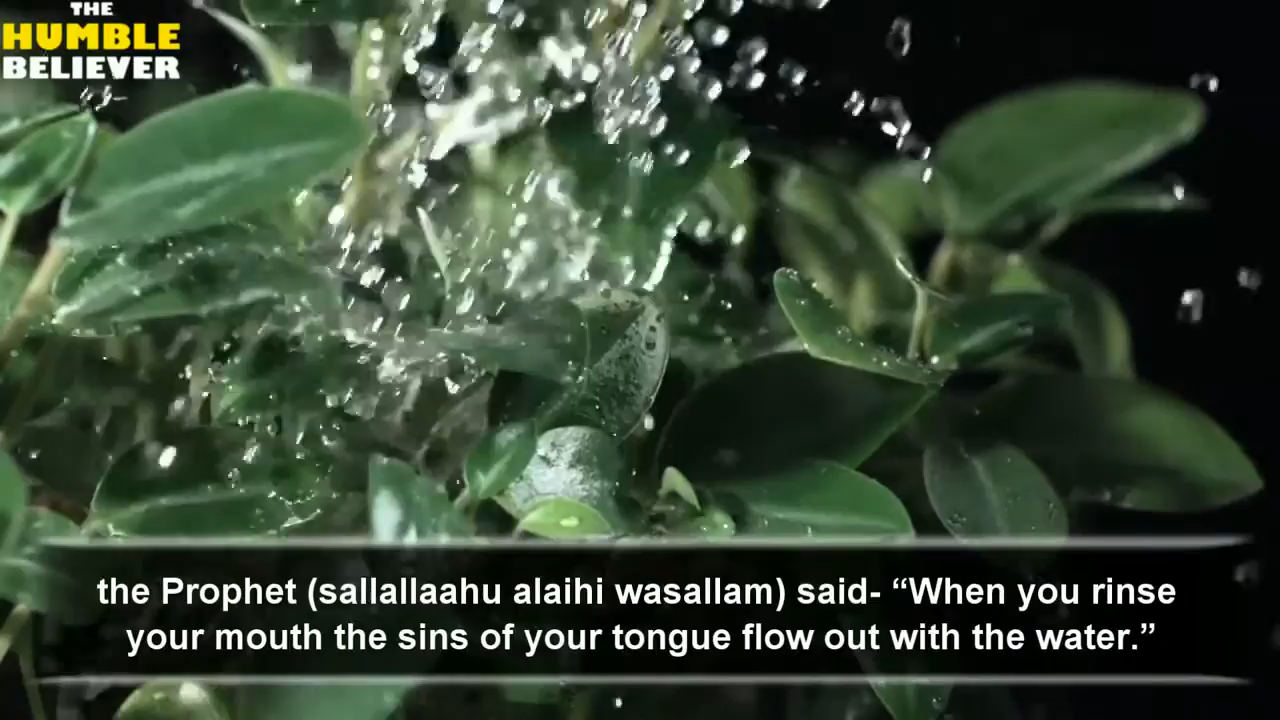 THE
HUMBLE
BELIEVER
the Prophet (sallallaahu alaihi wasallam) said- “When you rinse
your mouth the sins of your tongue flow out with the water.”